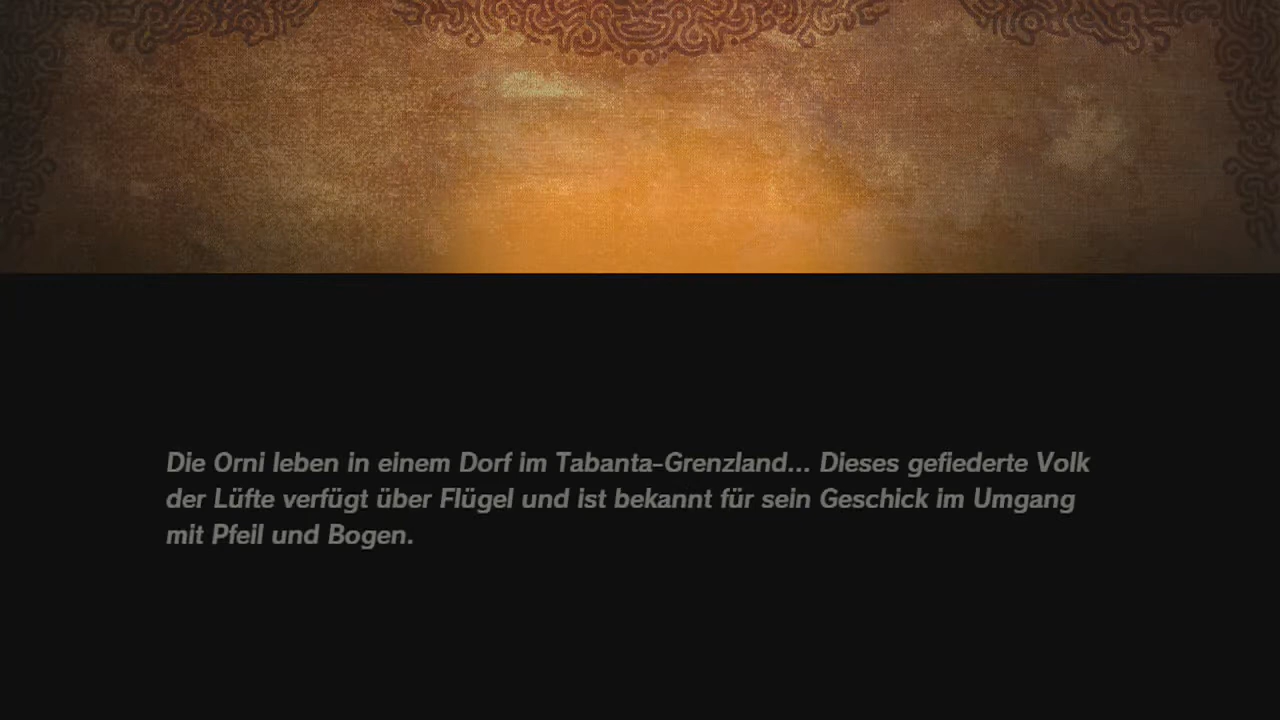 Die Orni leben in einem Dorf im Tabanta-Grenzland... Dieses gefiederte Volk
der Lüfte verfügt über Flügel und ist bekannt für sein Geschick im Umgang
mit Pfeil und Bogen.